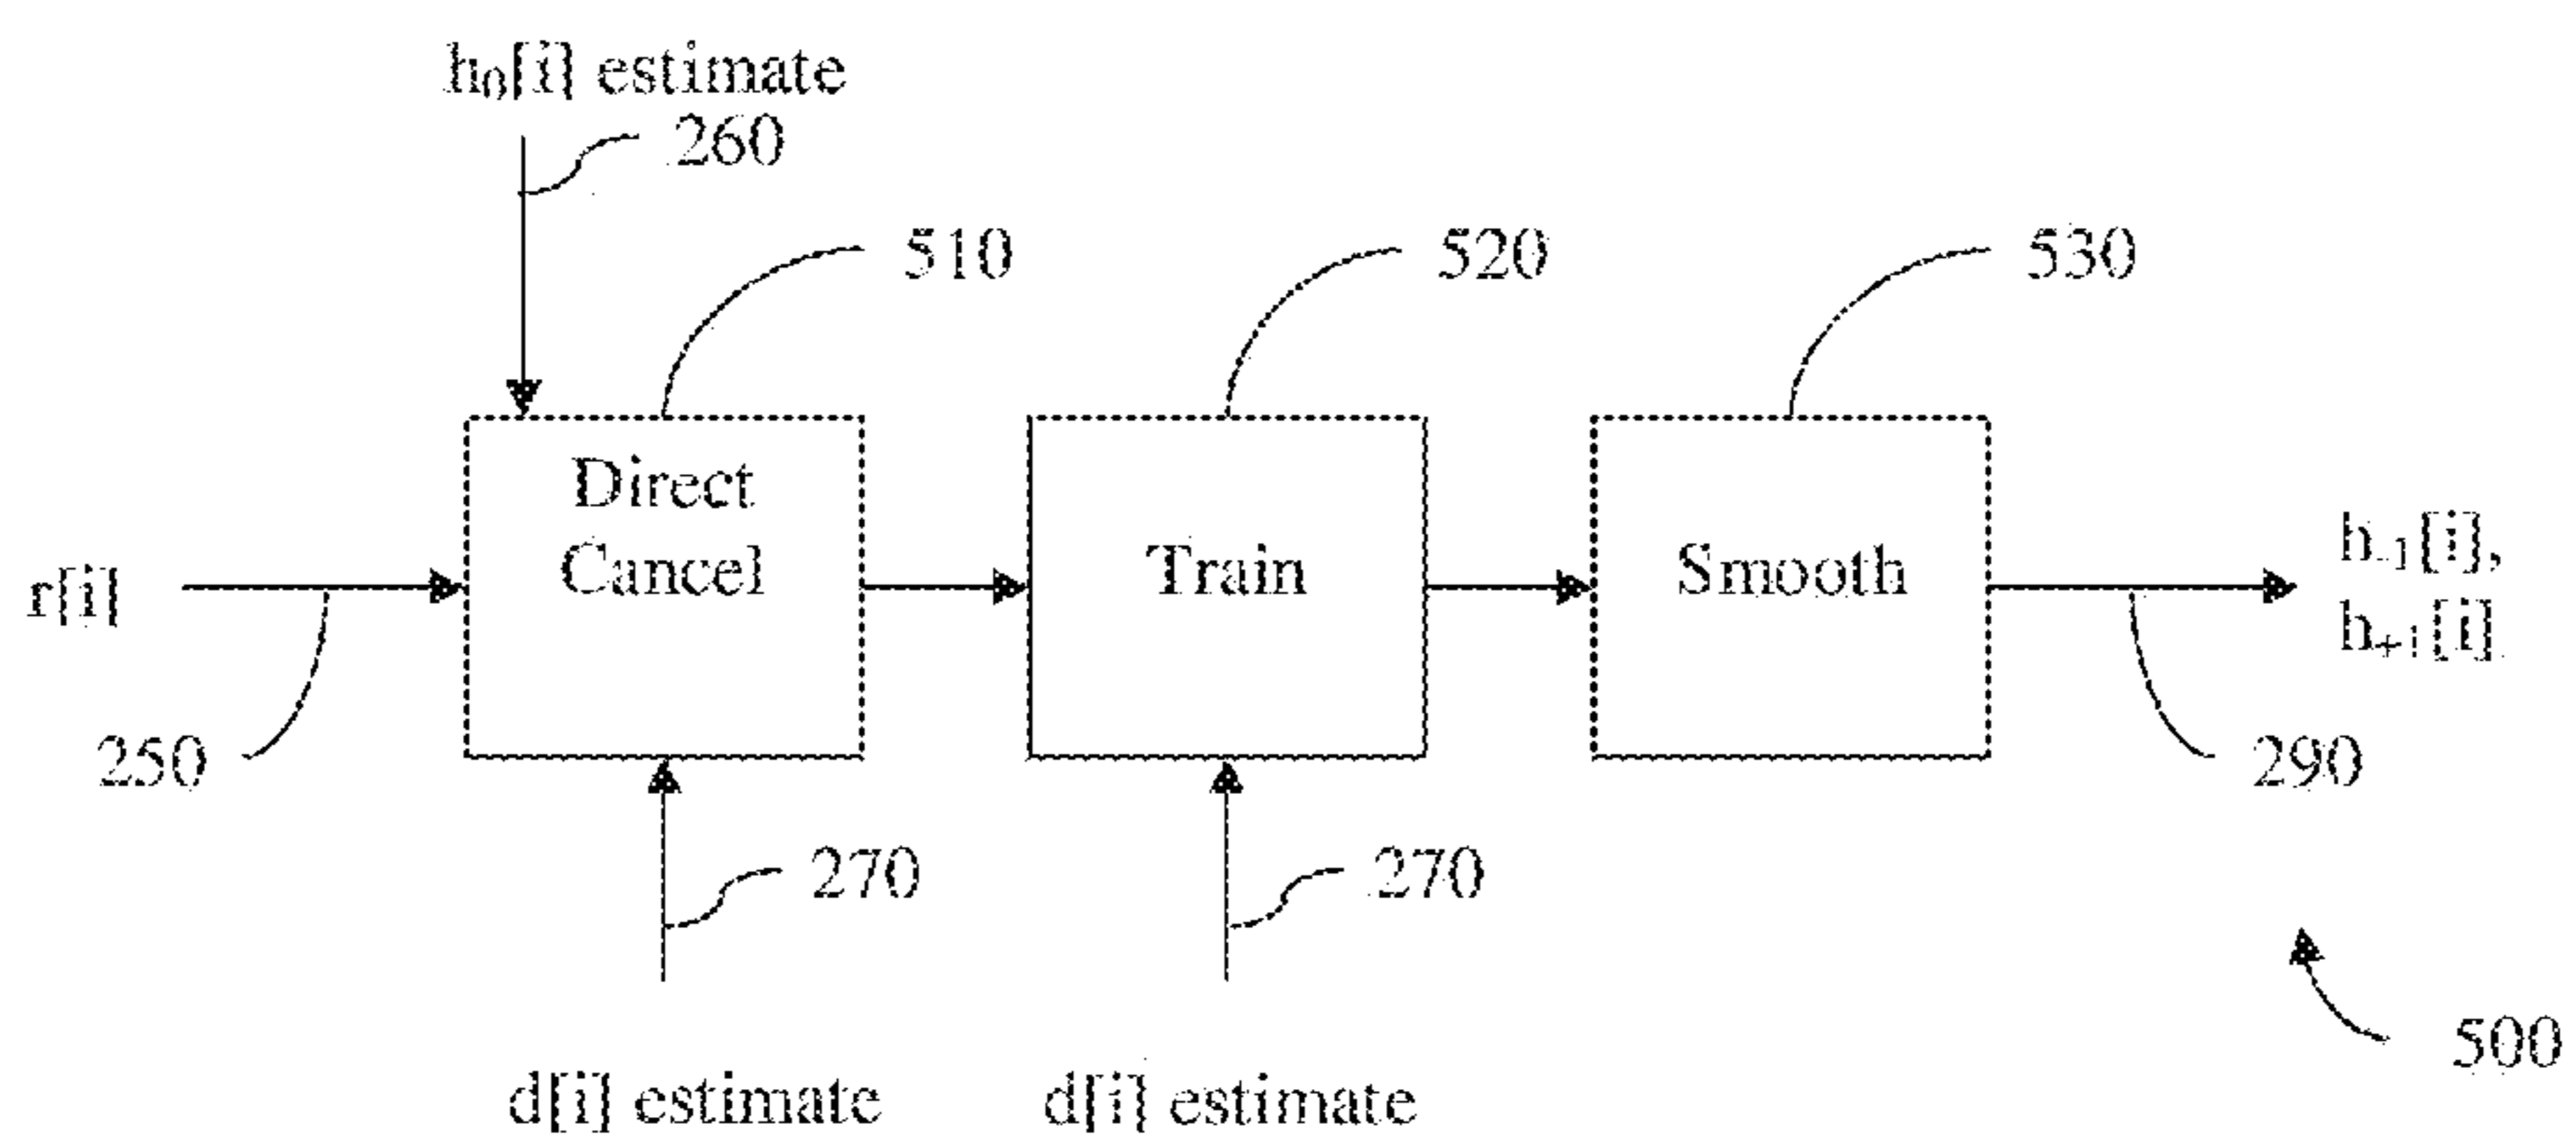 h₀[i] estimate
260
510
520
530
Direct
Cancel
Train
Smooth
r[i]
h₋₁[i],
h₊₁[i]
250
290
270
270
500
d[i] estimate
d[i] estimate